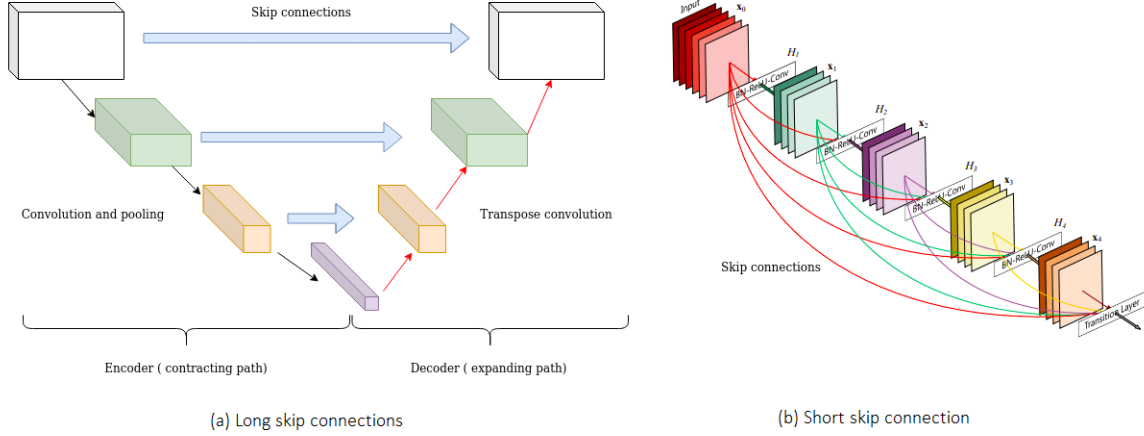 Skip connections
Convolution and pooling
Transpose convolution
Encoder ( contracting path)
Decoder ( expanding path)
(a) Long skip connections
Input
x₀
H₁
BN-ReLU-Conv
x₁
H₂
BN-ReLU-Conv
x₂
H₃
BN-ReLU-Conv
x₃
H₄
BN-ReLU-Conv
x₄
Skip connections
Transition Layer
(b) Short skip connection